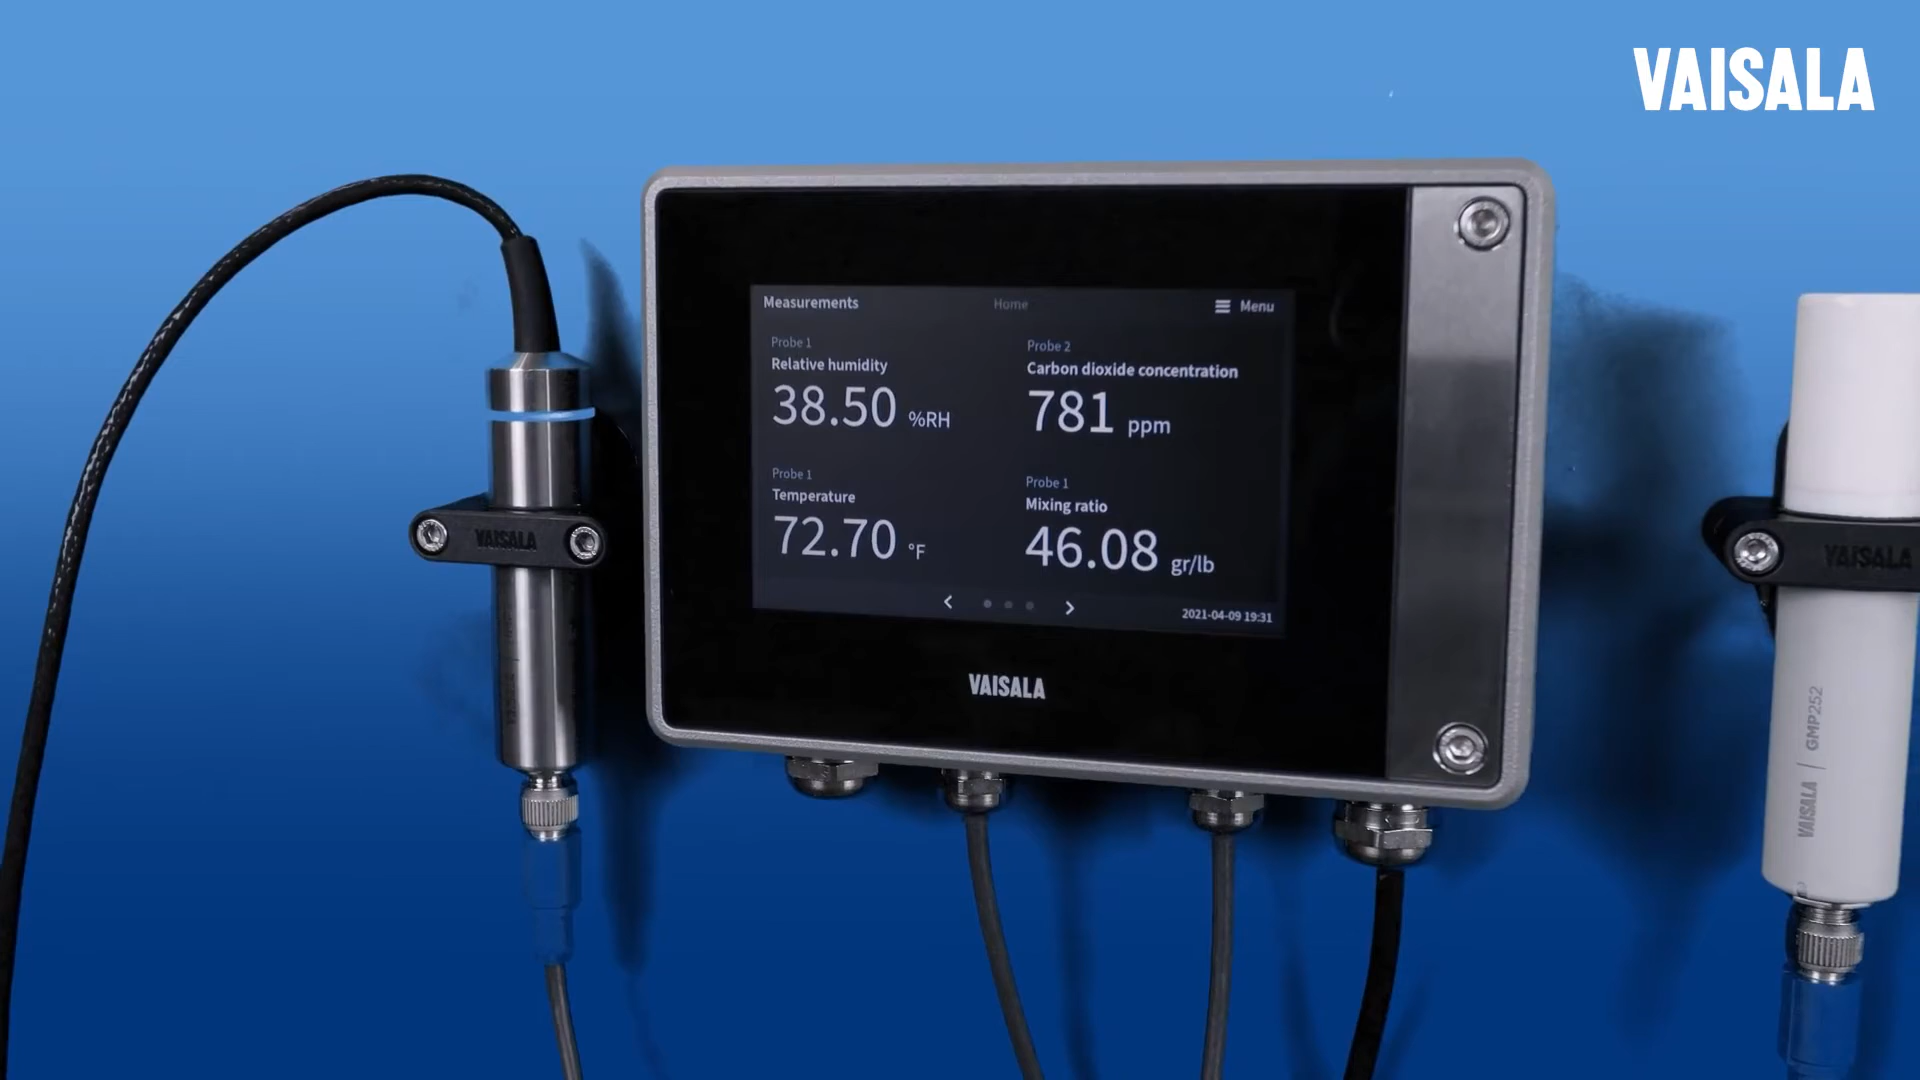 VAISALA
Measurements
Home
Menu
Probe 1
Relative humidity
38.50 %RH
Probe 2
Carbon dioxide concentration
781 ppm
Probe 1
Temperature
72.70 °F
Probe 1
Mixing ratio
46.08 gr/lb
2021-04-09 19:31
VAISALA
VAISALA
VAISALA
VAISALA | GMP252